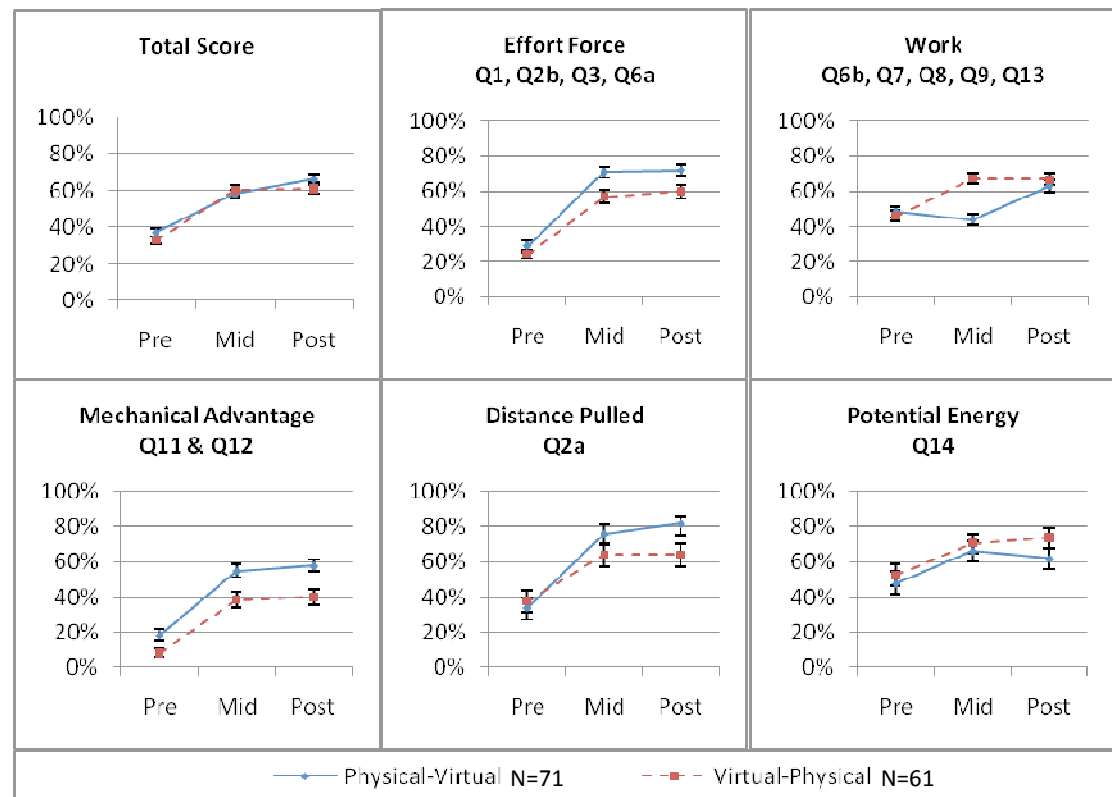 Total Score
100%
80%
60%
40%
20%
0%
Pre Mid Post
Effort Force
Q1, Q2b, Q3, Q6a
100%
80%
60%
40%
20%
0%
Pre Mid Post
Work
Q6b, Q7, Q8, Q9, Q13
100%
80%
60%
40%
20%
0%
Pre Mid Post
Mechanical Advantage
Q11 & Q12
100%
80%
60%
40%
20%
0%
Pre Mid Post
Distance Pulled
Q2a
100%
80%
60%
40%
20%
0%
Pre Mid Post
Potential Energy
Q14
100%
80%
60%
40%
20%
0%
Pre Mid Post
Physical-Virtual N=71 Virtual-Physical N=61